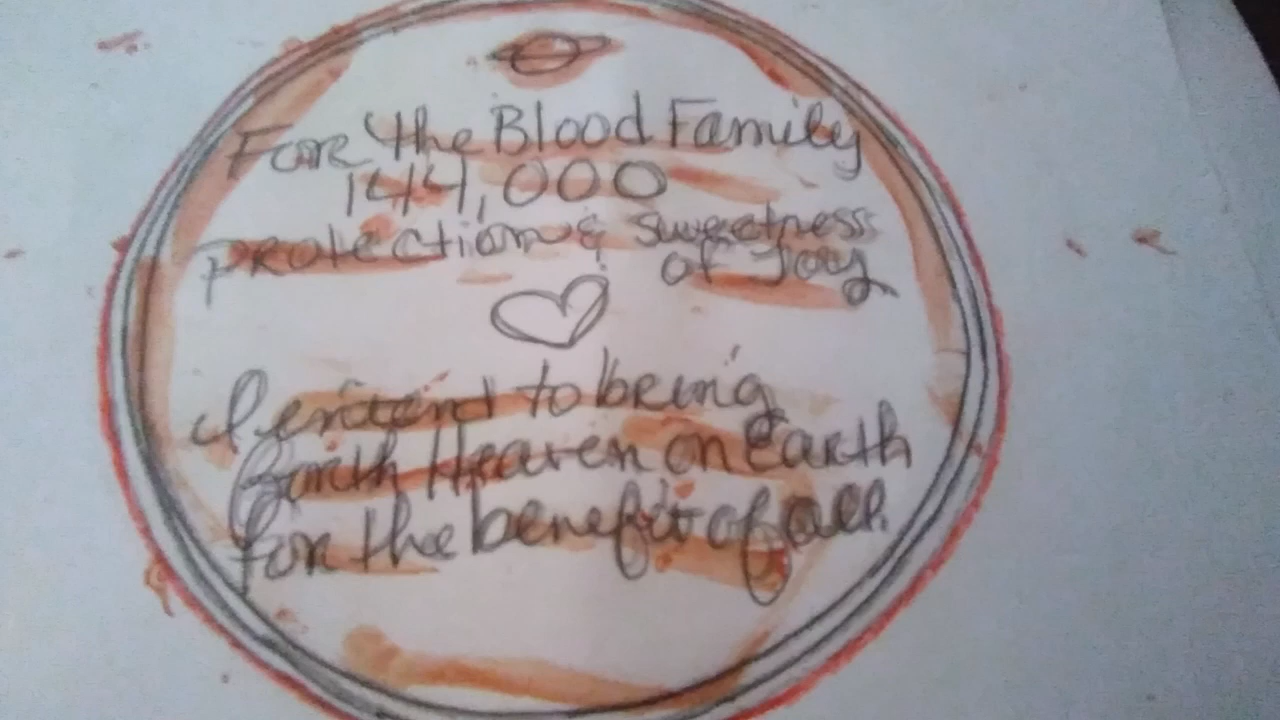 For the Blood Family
144,000
protection & sweetness
of Joy
I entend to bring
forth Heaven on Earth
for the benefit of all.